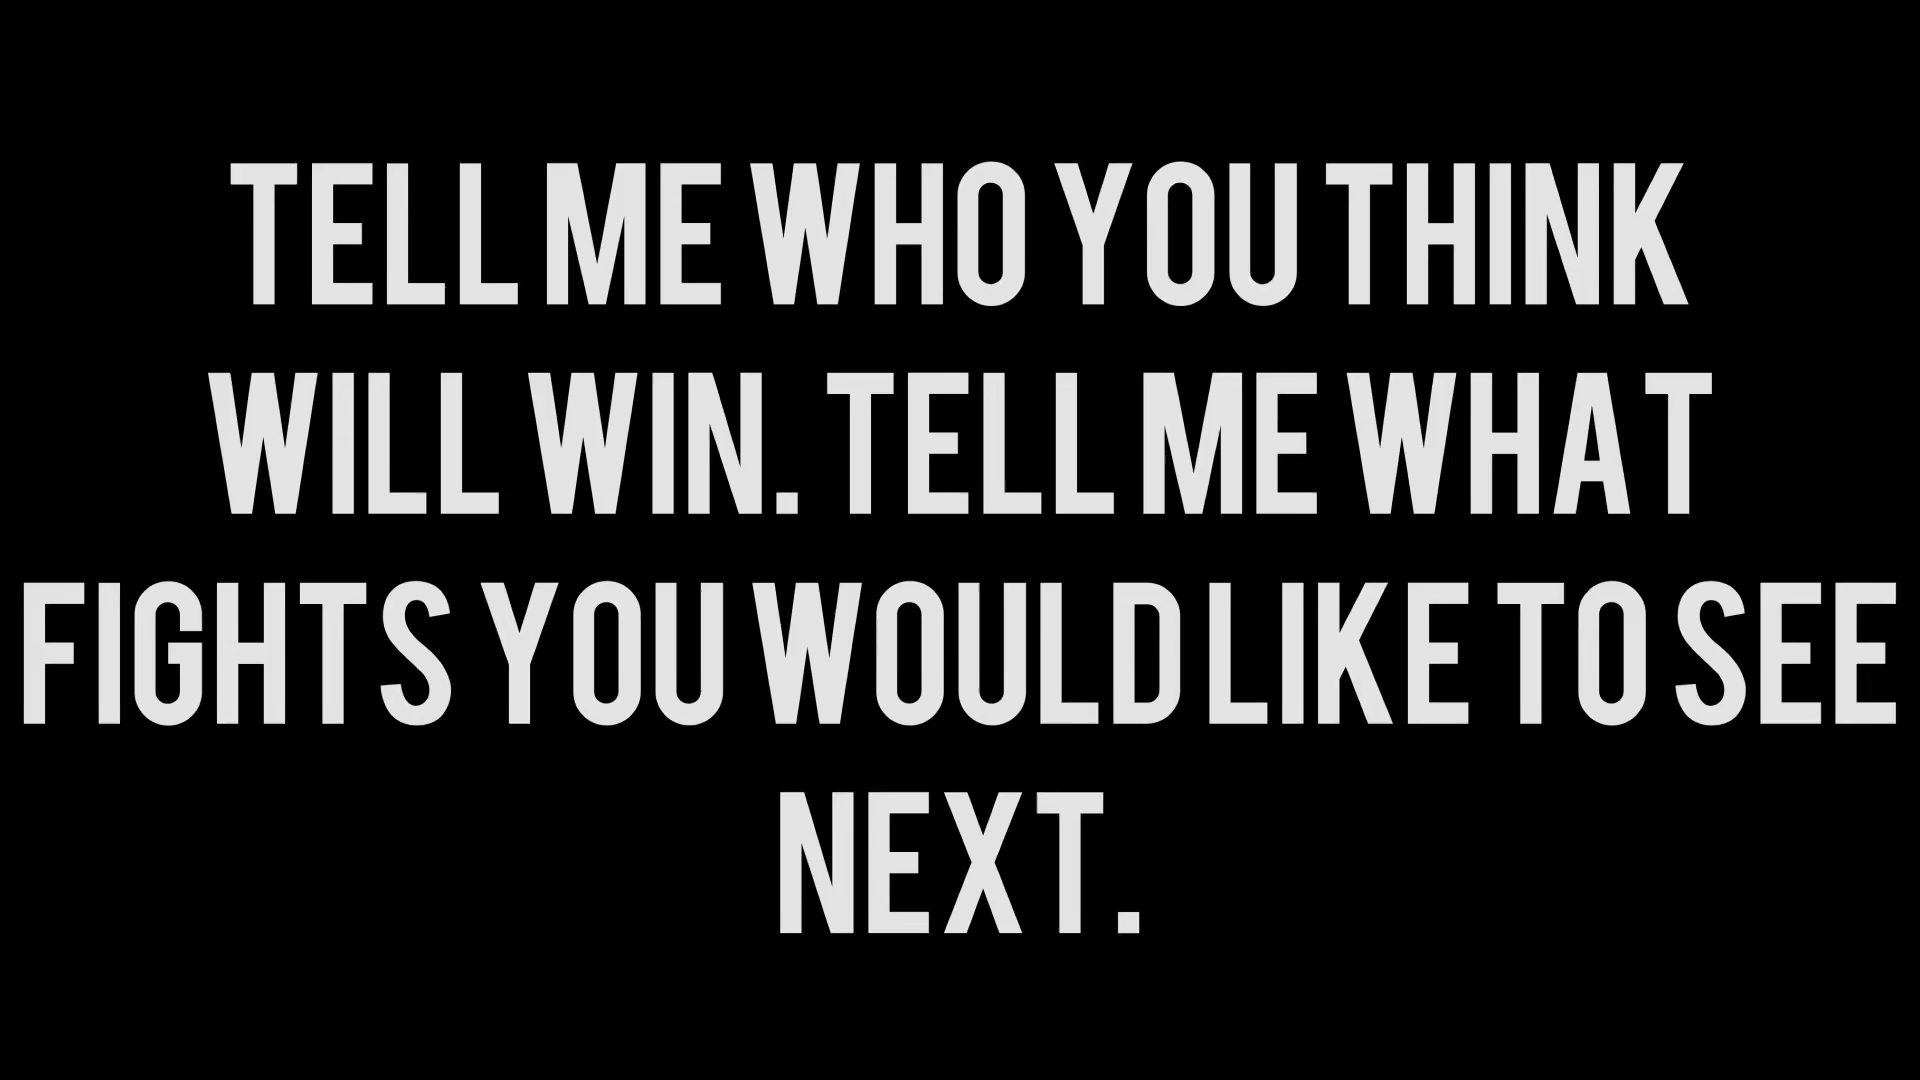 TELL ME WHO YOU THINK
WILL WIN. TELL ME WHAT
FIGHTS YOU WOULD LIKE TO SEE
NEXT.